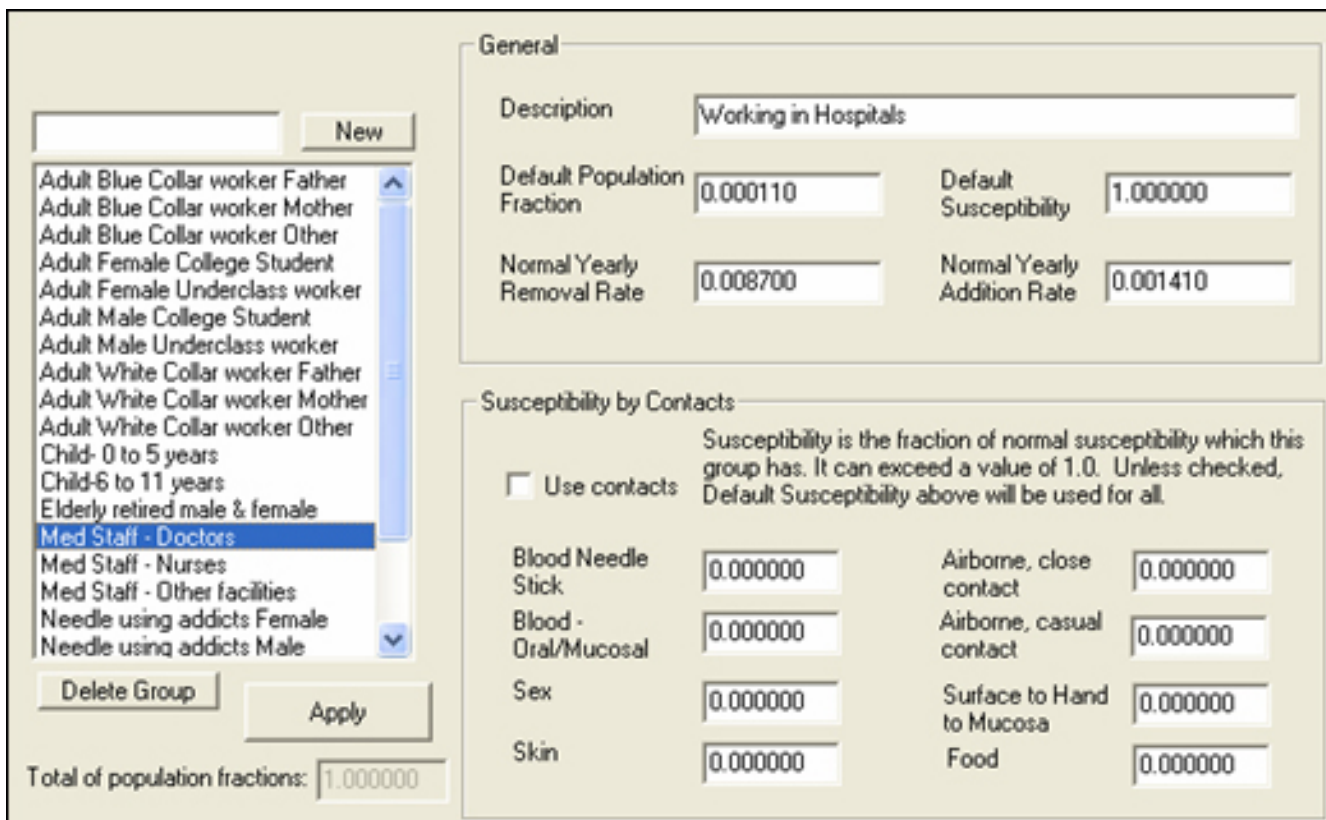 New
Adult Blue Collar worker Father
Adult Blue Collar worker Mother
Adult Blue Collar worker Other
Adult Female College Student
Adult Female Underclass worker
Adult Male College Student
Adult Male Underclass worker
Adult White Collar worker Father
Adult White Collar worker Mother
Adult White Collar worker Other
Child- 0 to 5 years
Child-6 to 11 years
Elderly retired male & female
Med Staff - Doctors
Med Staff - Nurses
Med Staff - Other facilities
Needle using addicts Female
Needle using addicts Male
Delete Group
Apply
Total of population fractions: 1.000000
General
Description Working in Hospitals
Default Population
Fraction 0.000110
Default
Susceptibility 1.000000
Normal Yearly
Removal Rate 0.008700
Normal Yearly
Addition Rate 0.001410
Susceptibility by Contacts
Use contacts
Susceptibility is the fraction of normal susceptibility which this
group has. It can exceed a value of 1.0. Unless checked,
Default Susceptibility above will be used for all.
Blood Needle
Stick 0.000000
Airborne, close
contact 0.000000
Blood -
Oral/Mucosal 0.000000
Airborne, casual
contact 0.000000
Sex 0.000000
Surface to Hand
to Mucosa 0.000000
Skin 0.000000
Food 0.000000